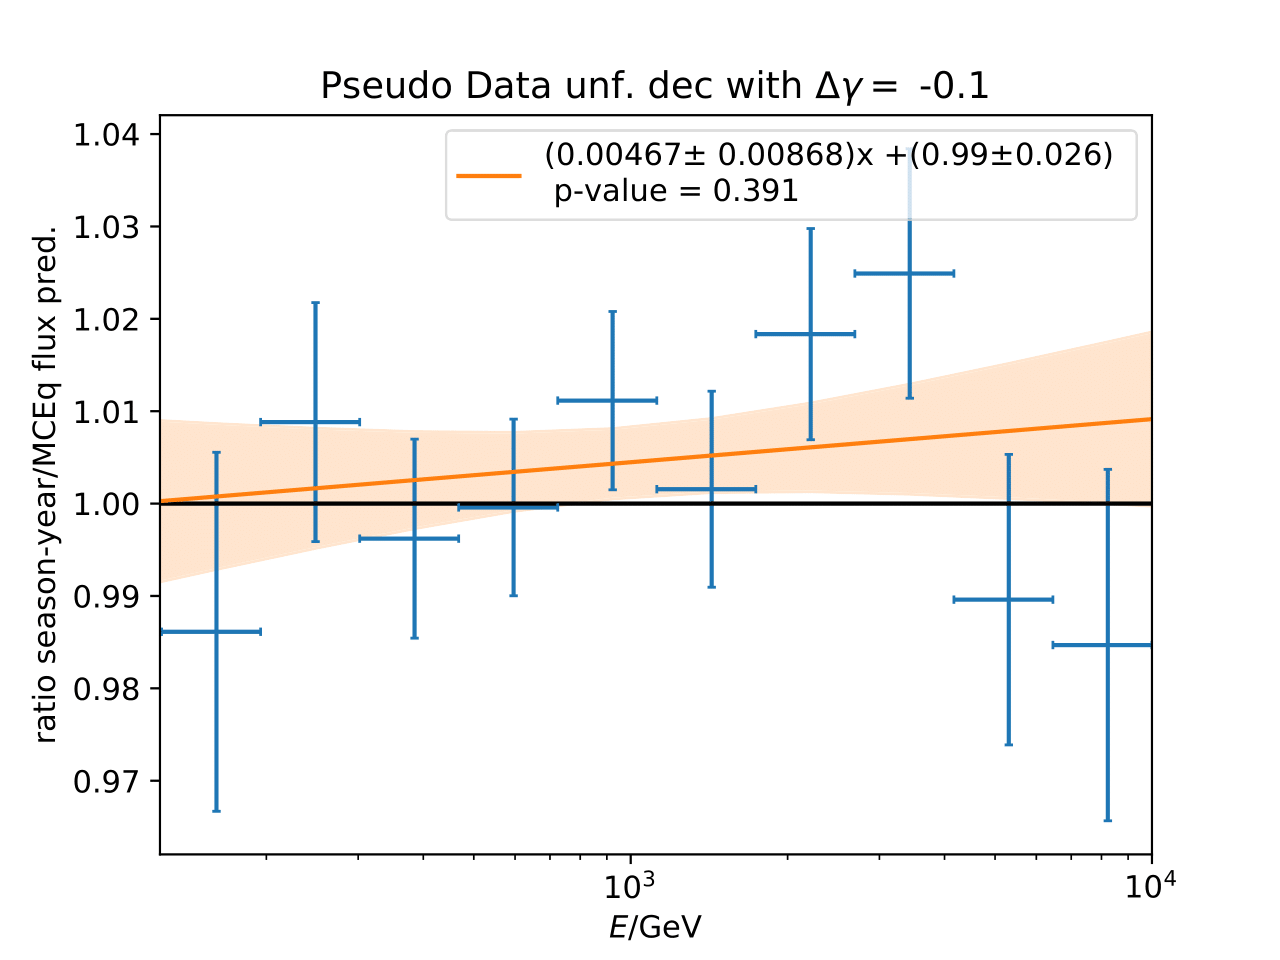 Pseudo Data unf. dec with Δγ = -0.1
(0.00467± 0.00868)x +(0.99±0.026)
p-value = 0.391
ratio season-year/MCEq flux pred.
1.04
1.03
1.02
1.01
1.00
0.99
0.98
0.97
10³
10⁴
E/GeV